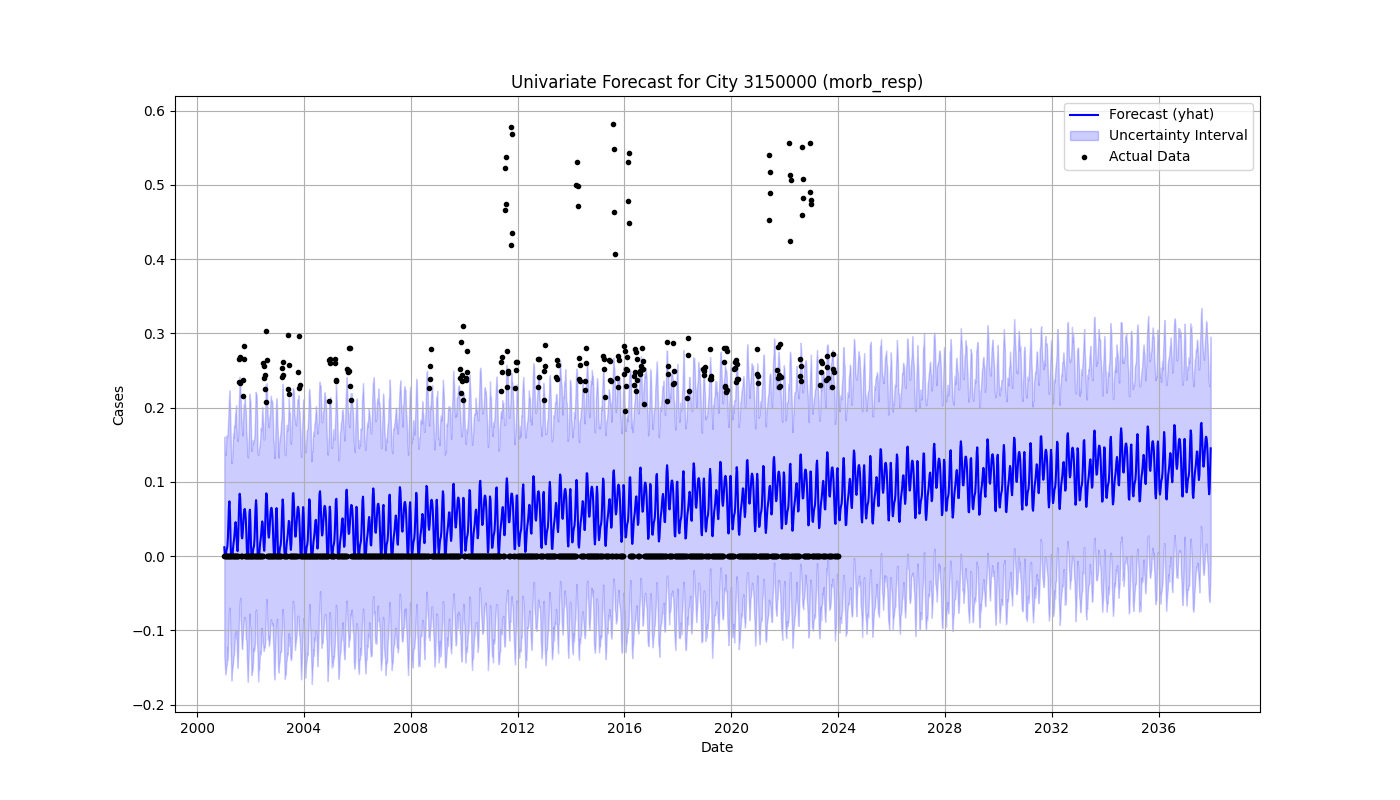 Univariate Forecast for City 3150000 (morb_resp)
Forecast (yhat)
Uncertainty Interval
Actual Data
0.6
0.5
0.4
0.3
0.2
0.1
0.0
−0.1
−0.2
Cases
2000 2004 2008 2012 2016 2020 2024 2028 2032 2036
Date